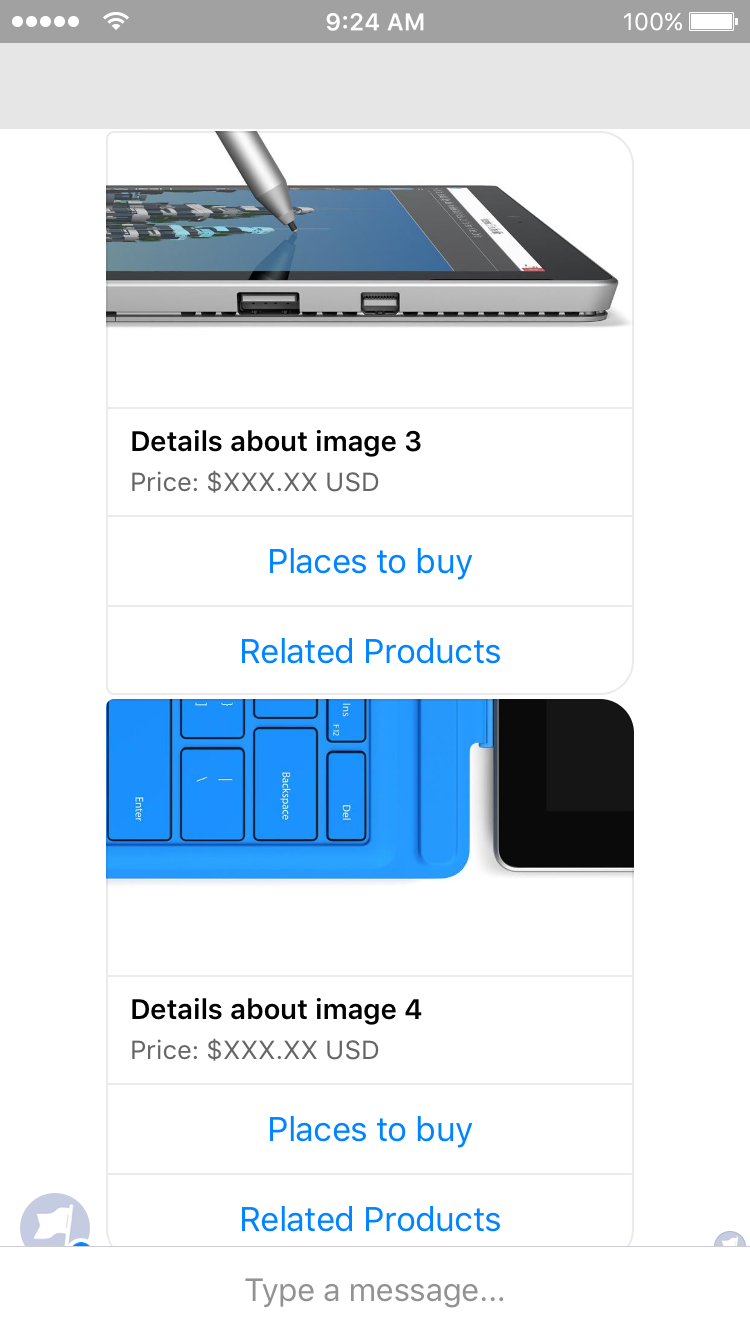 9:24 AM
100%
Details about image 3
Price: $XXX.XX USD
Places to buy
Related Products
] }
Ins
F12
\ |
Backspace
Enter
Del
Details about image 4
Price: $XXX.XX USD
Places to buy
Related Products
Type a message...